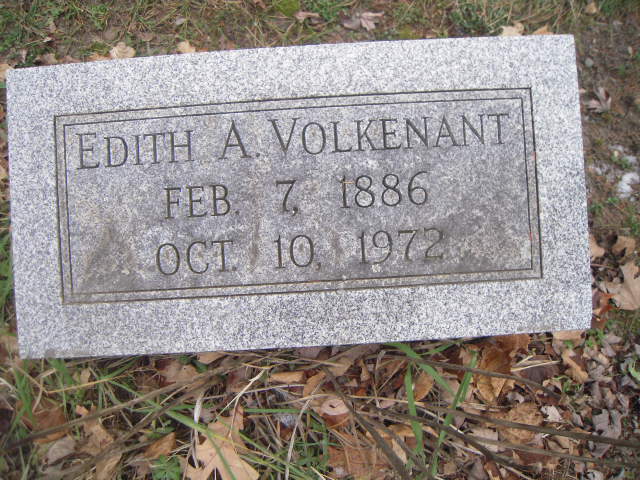 EDITH A. VOLKENANT
FEB. 7, 1886
OCT. 10, 1972